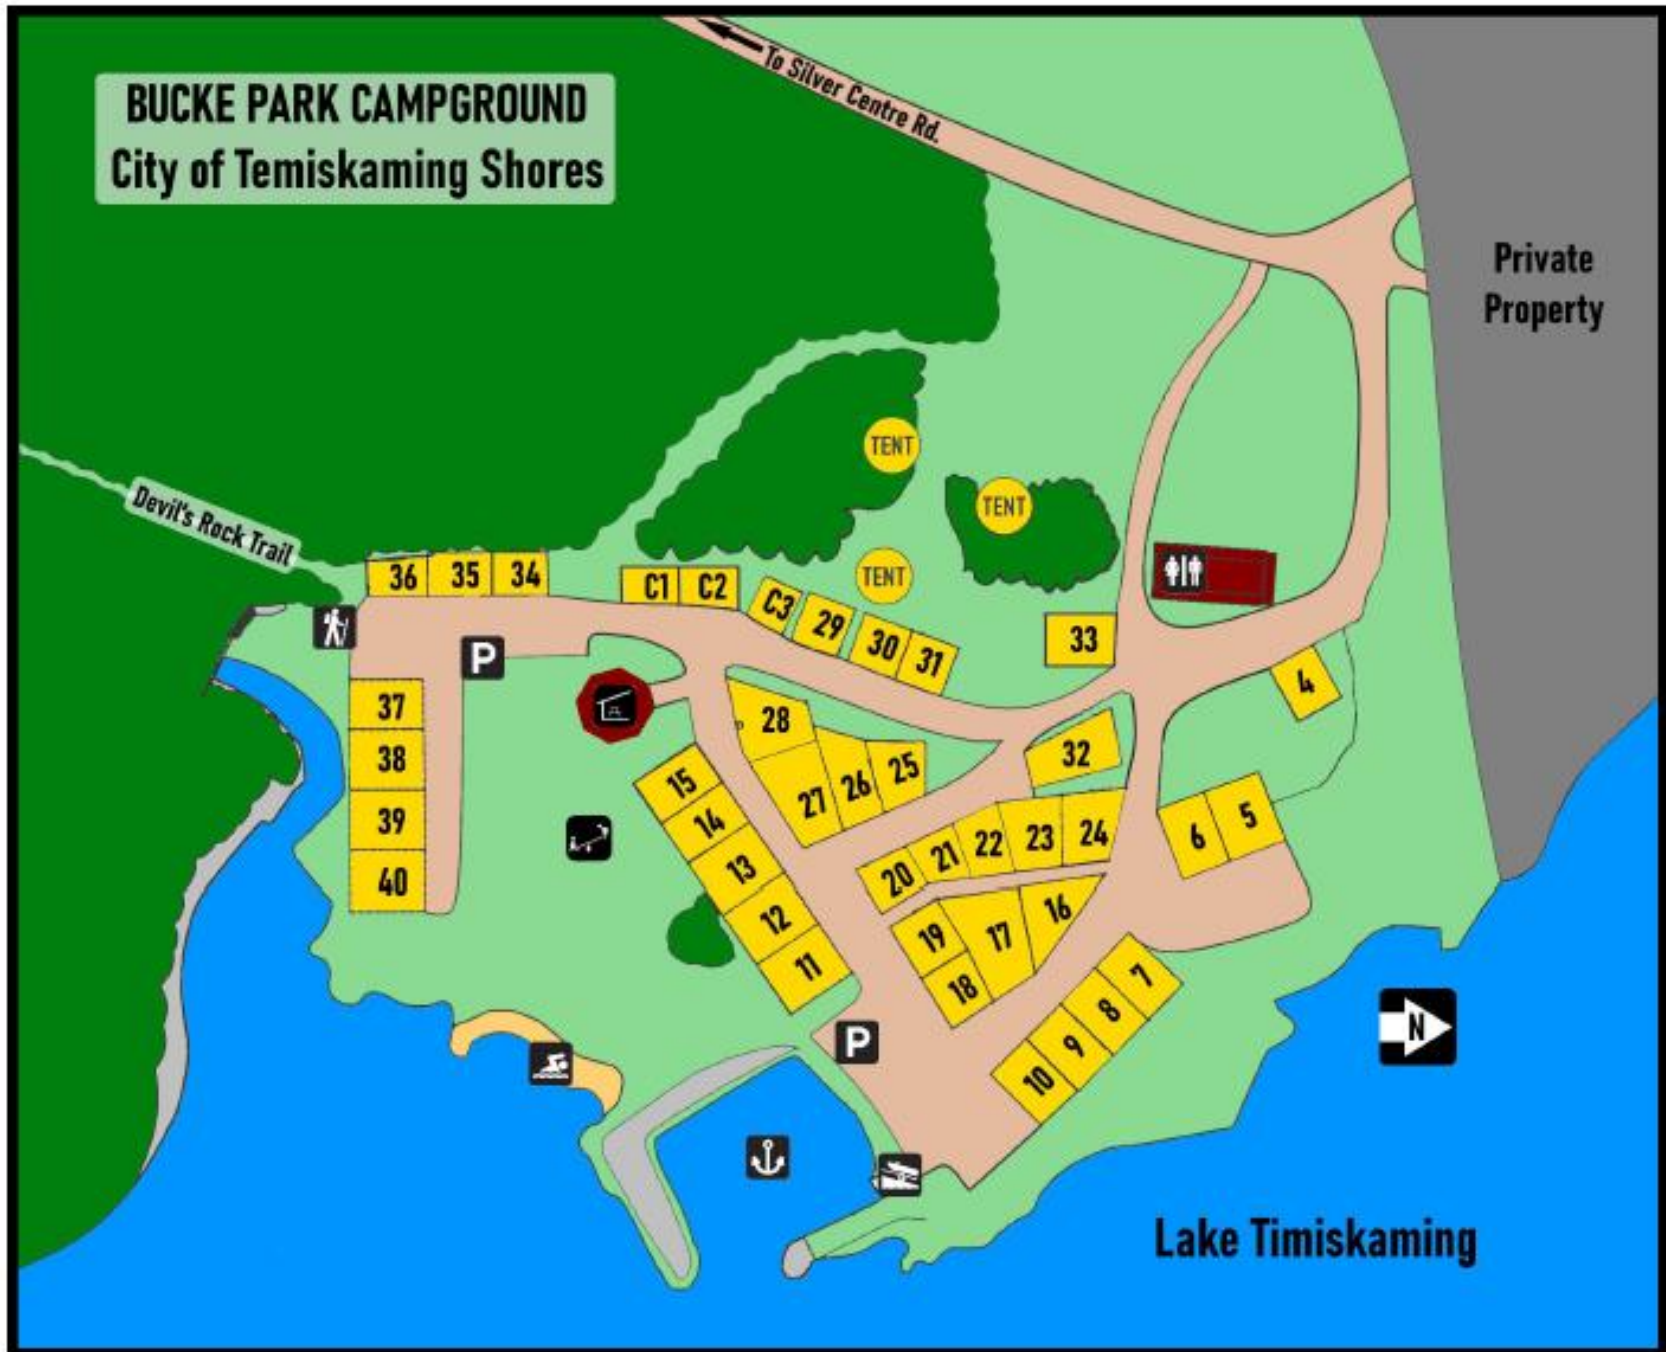 BUCKE PARK CAMPGROUND
City of Temiskaming Shores
To Silver Centre Rd.
Private
Property
TENT
TENT
TENT
Devil's Rock Trail
36
35
34
C1
C2
C3
29
30
31
33
4
P
37
38
39
40
28
27
26
25
32
15
14
13
12
11
20
21
22
23
24
6
5
19
18
17
16
7
8
9
10
P
N
Lake Timiskaming